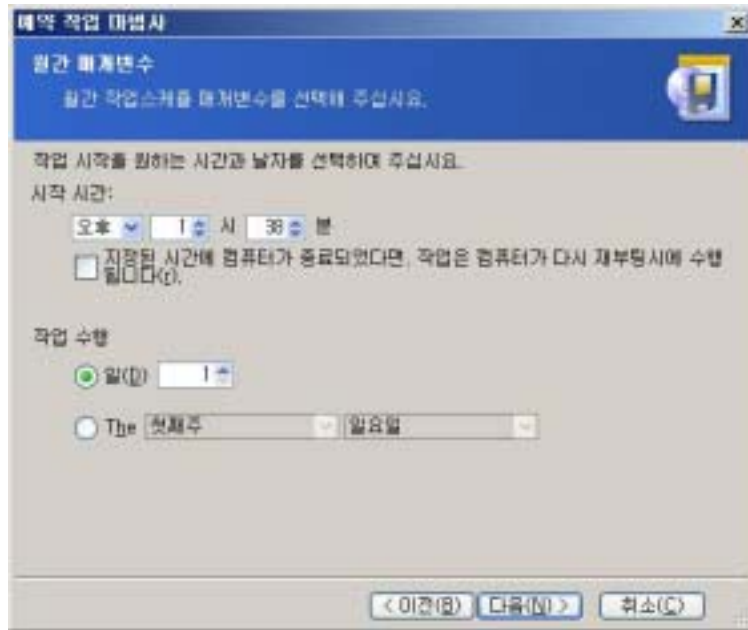 예약 작업 마법사
월간 매개변수
월간 작업스케쥴 매개변수를 선택해 주십시요.
작업 시작을 원하는 시간과 날자를 선택하여 주십시요.
시작 시간:
오후 1 시 38 분
지정된 시간에 컴퓨터가 종료되었다면, 작업은 컴퓨터가 다시 재부팅시에 수행
됩니다(r).
작업 수행
일(D) 1
The 첫째주 일요일
< 이전(B) 다음(N) > 취소(C)